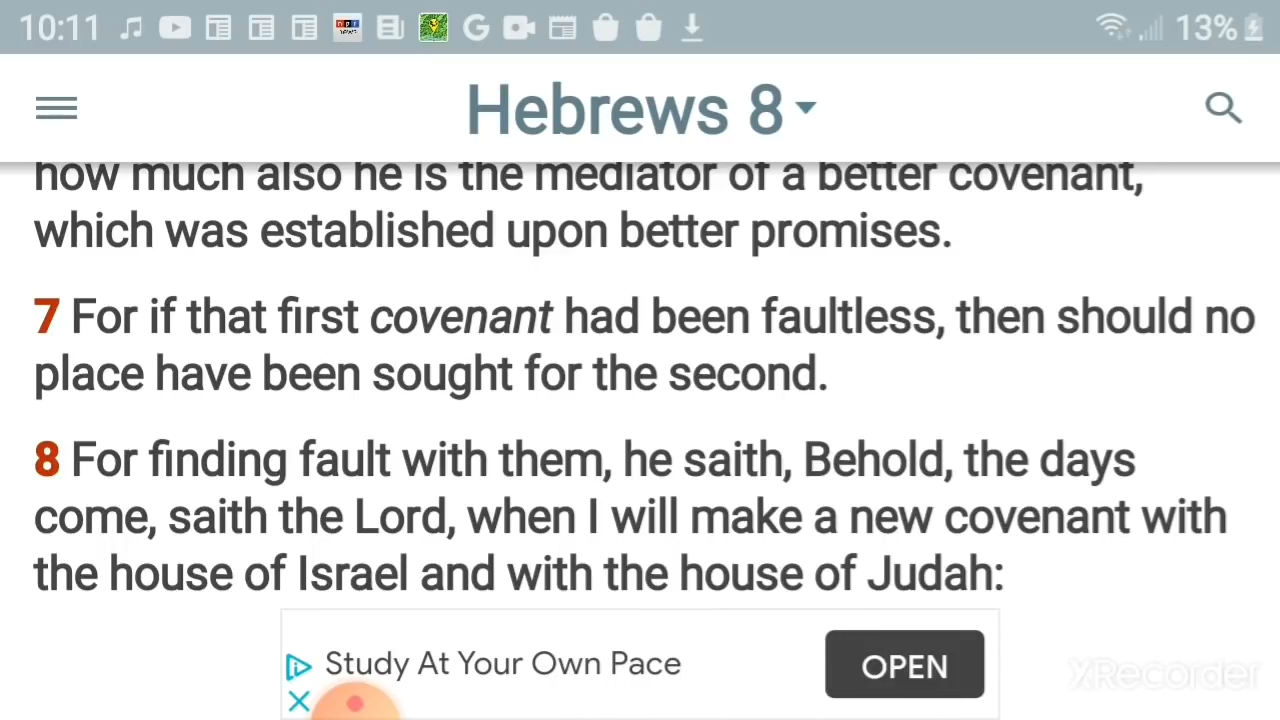 10:11
npr
news
G
13%
Hebrews 8
how much also he is the mediator of a better covenant,
which was established upon better promises.
7 For if that first covenant had been faultless, then should no
place have been sought for the second.
8 For finding fault with them, he saith, Behold, the days
come, saith the Lord, when I will make a new covenant with
the house of Israel and with the house of Judah:
Study At Your Own Pace
OPEN
XRecorder